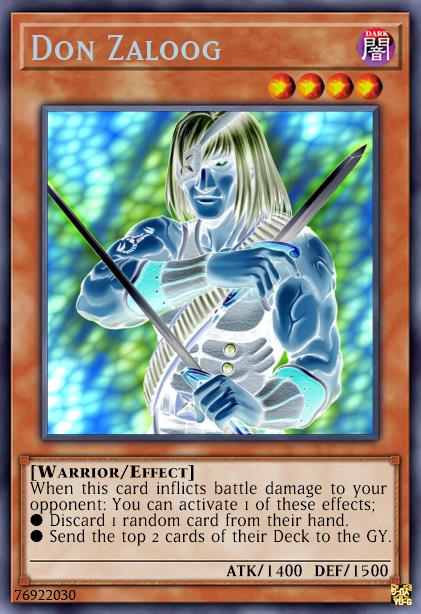 Don Zaloog
DARK
闇
[Warrior/Effect]
When this card inflicts battle damage to your
opponent: You can activate 1 of these effects;
● Discard 1 random card from their hand.
● Send the top 2 cards of their Deck to the GY.
ATK/1400 DEF/1500
76922030